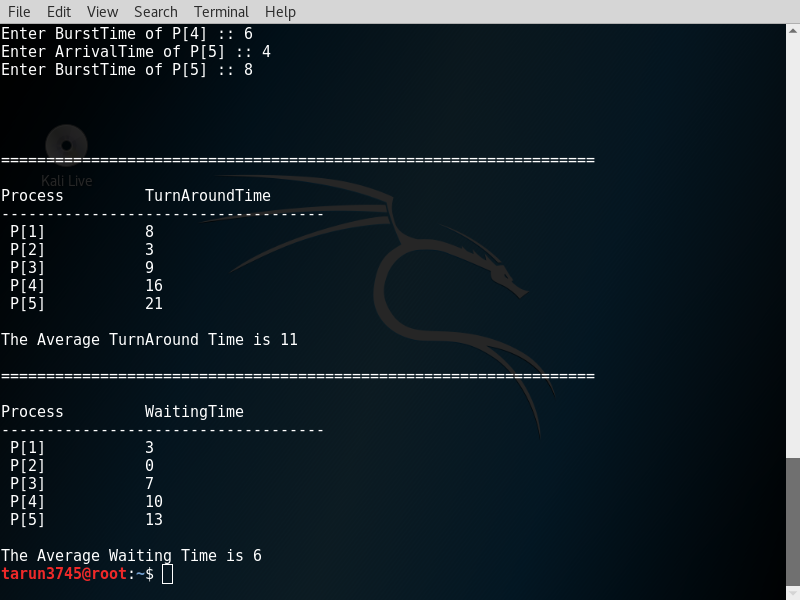 File Edit View Search Terminal Help
Enter BurstTime of P[4] :: 6
Enter ArrivalTime of P[5] :: 4
Enter BurstTime of P[5] :: 8
Kali Live
==================================================================
Process TurnAroundTime
------------------------------------
P[1] 8
P[2] 3
P[3] 9
P[4] 16
P[5] 21
The Average TurnAround Time is 11
==================================================================
Process WaitingTime
------------------------------------
P[1] 3
P[2] 0
P[3] 7
P[4] 10
P[5] 13
The Average Waiting Time is 6
tarun3745@root:~$